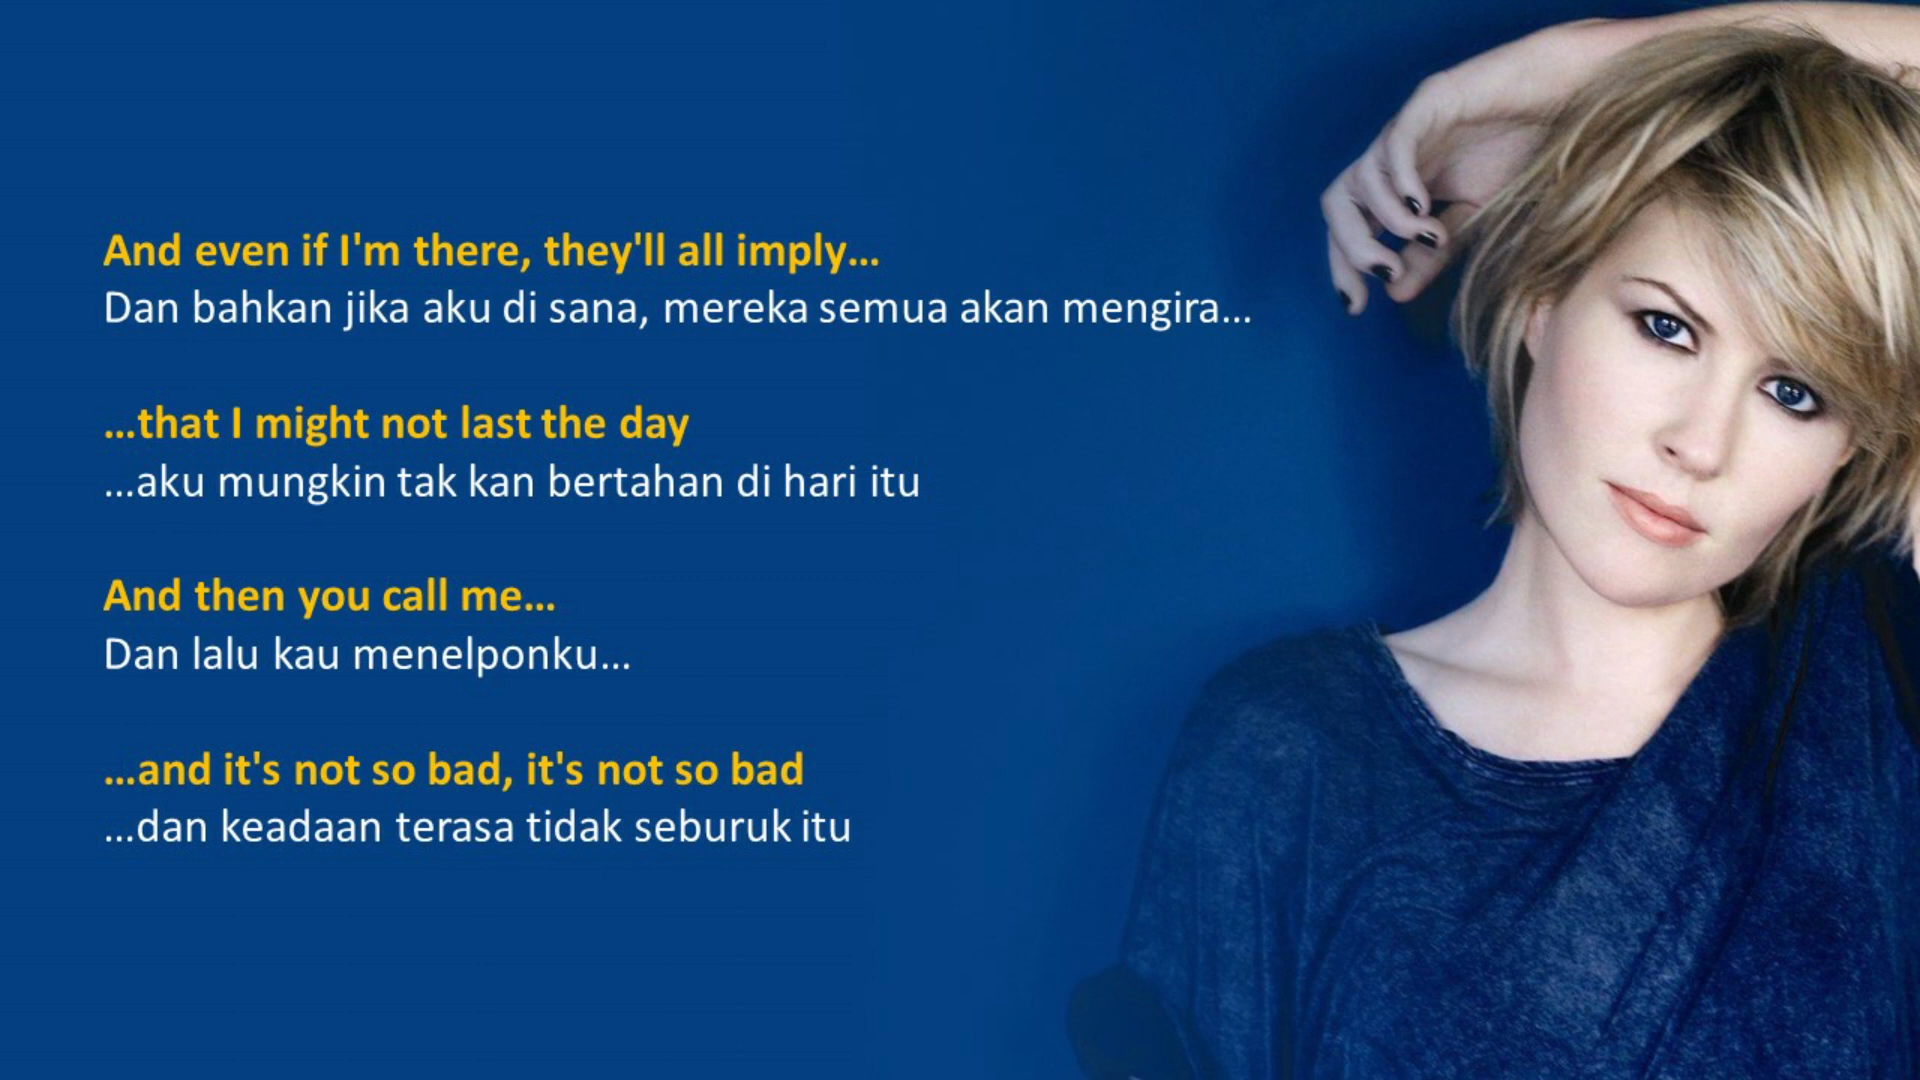 And even if I'm there, they'll all imply...
Dan bahkan jika aku di sana, mereka semua akan mengira...
...that I might not last the day
...aku mungkin tak kan bertahan di hari itu
And then you call me...
Dan lalu kau menelponku...
...and it's not so bad, it's not so bad
...dan keadaan terasa tidak seburuk itu